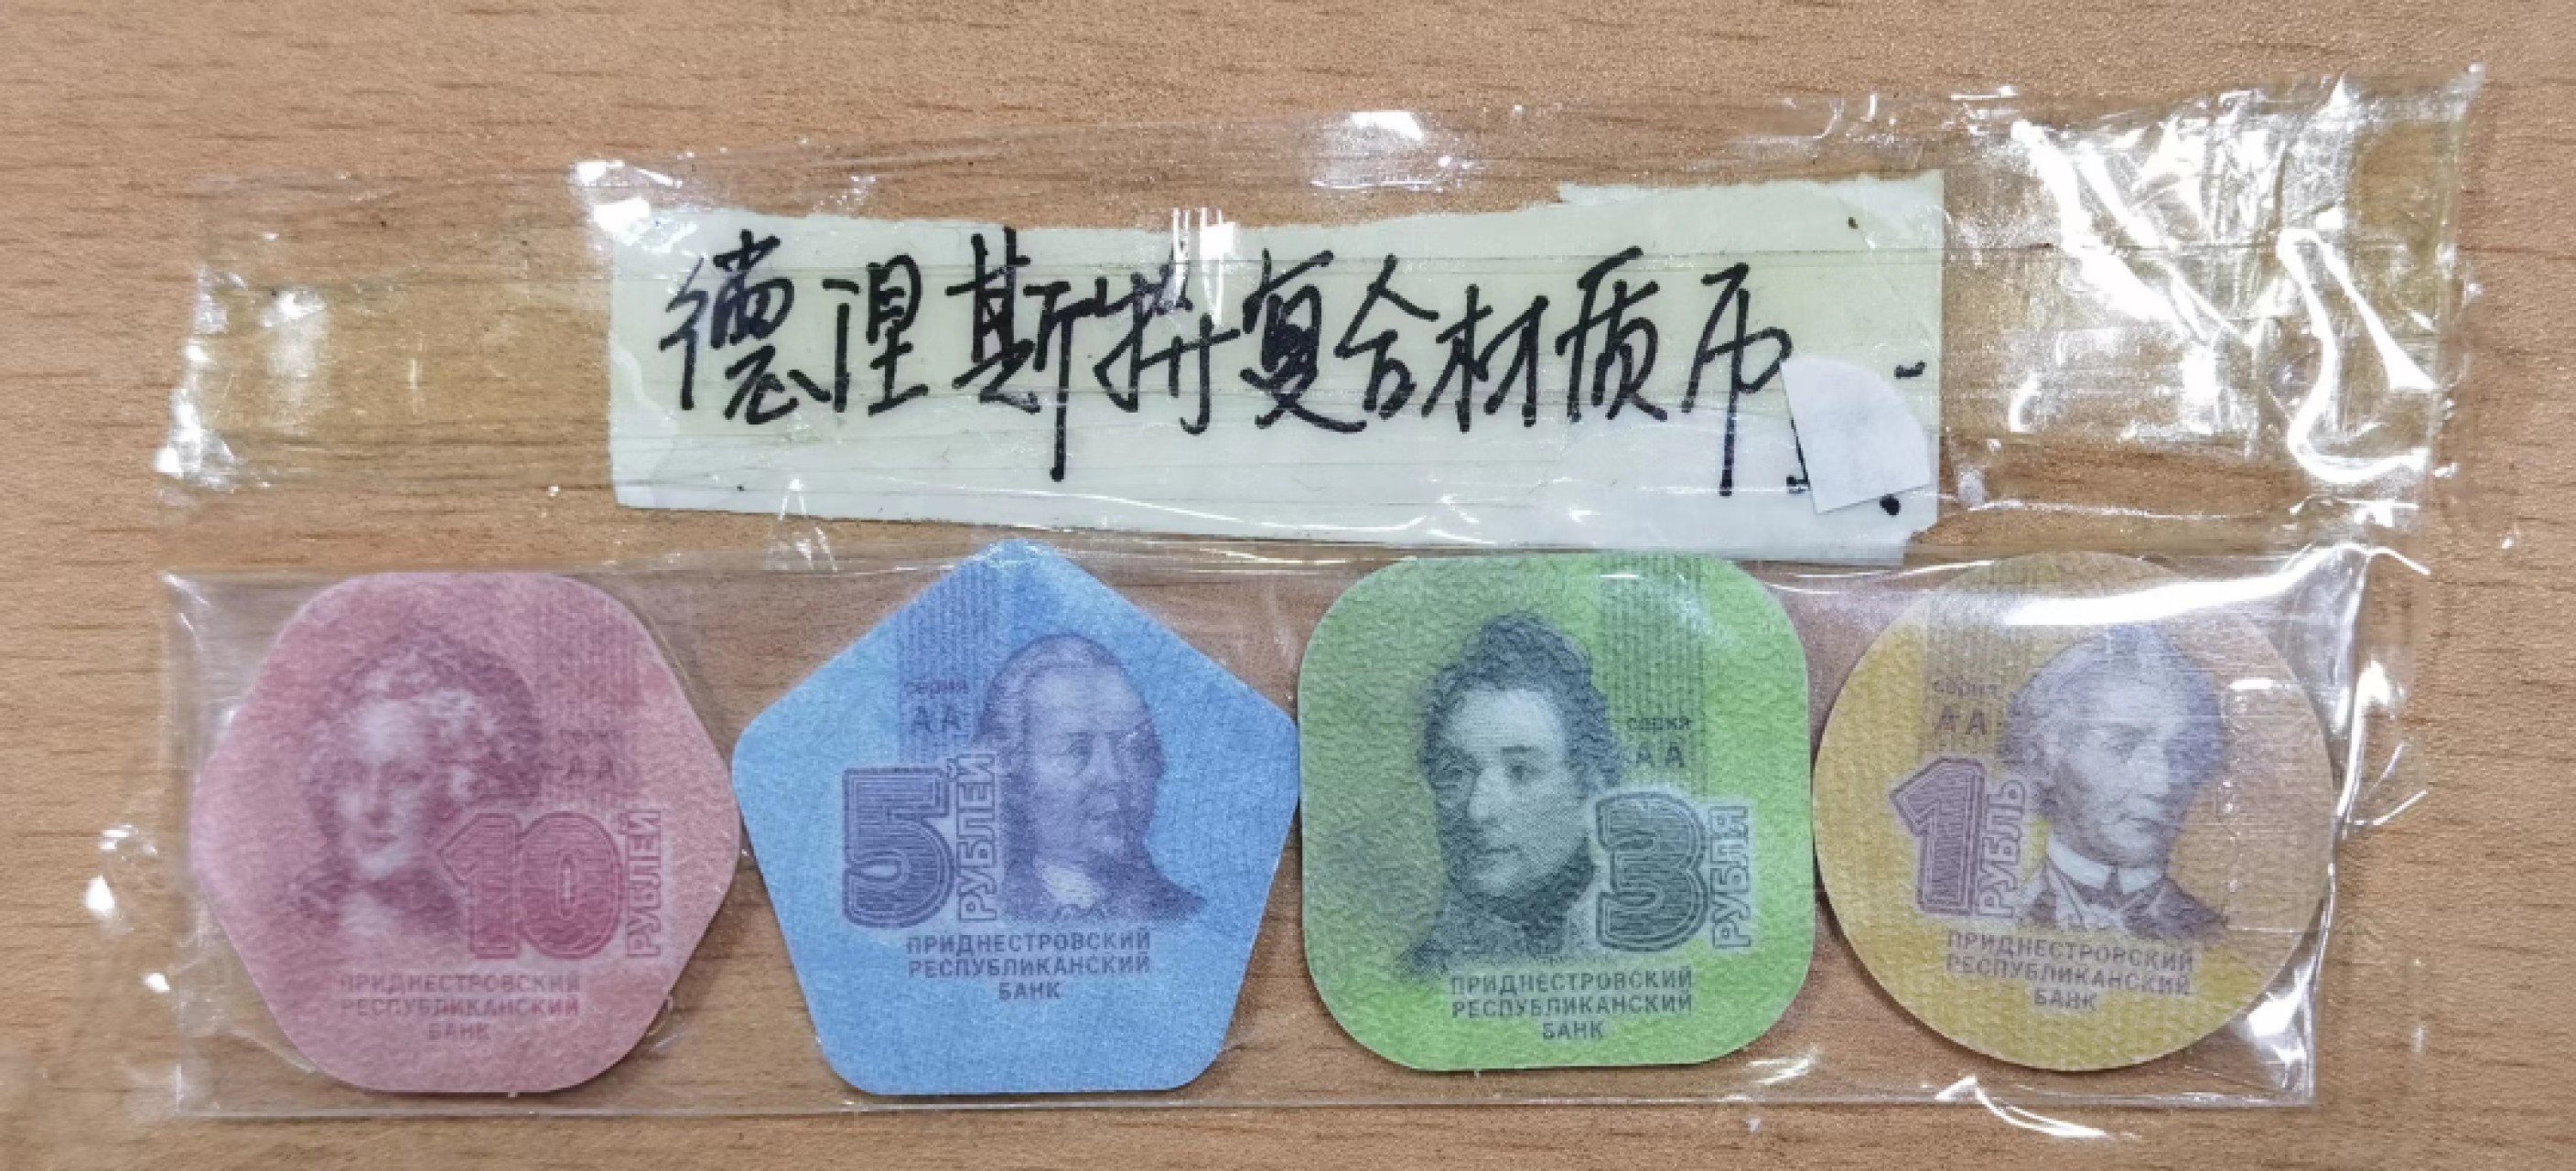 德涅斯拚复合材质币
серия
АА
10
РУБЛЕЙ
ПРИДНЕСТРОВСКИЙ
РЕСПУБЛИКАНСКИЙ
БАНК
серия
АА
5
РУБЛЕЙ
ПРИДНЕСТРОВСКИЙ
РЕСПУБЛИКАНСКИЙ
БАНК
серия
АА
3
РУБЛЯ
ПРИДНЕСТРОВСКИЙ
РЕСПУБЛИКАНСКИЙ
БАНК
серия
АА
1
РУБЛЬ
ПРИДНЕСТРОВСКИЙ
РЕСПУБЛИКАНСКИЙ
БАНК